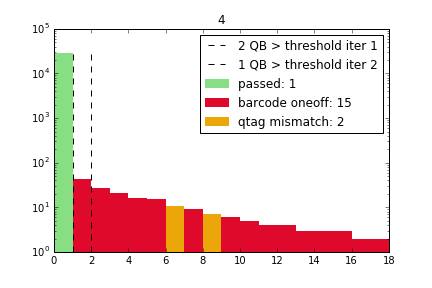 4
10^5
10^4
10^3
10^2
10^1
10^0
2 QB > threshold iter 1
1 QB > threshold iter 2
passed: 1
barcode oneoff: 15
qtag mismatch: 2
0 2 4 6 8 10 12 14 16 18